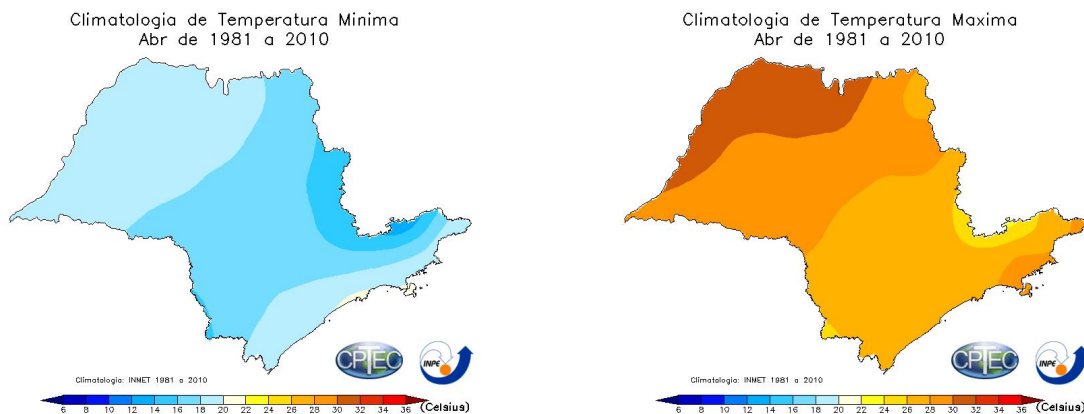 Climatologia de Temperatura Minima
Abr de 1981 a 2010
CPTEC
INPE
Climatologia: INMET 1981 a 2010
6 8 10 12 14 16 18 20 22 24 26 28 30 32 34 36 (Celsius)
Climatologia de Temperatura Maxima
Abr de 1981 a 2010
CPTEC
INPE
Climatologia: INMET 1981 a 2010
6 8 10 12 14 16 18 20 22 24 26 28 30 32 34 36 (Celsius)